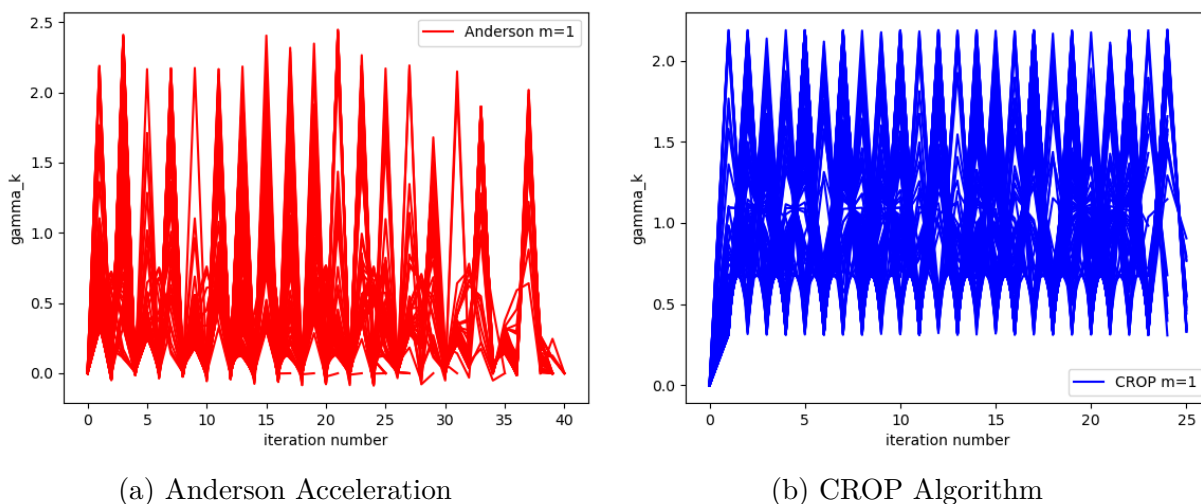 2.5
2.0
1.5
1.0
0.5
0.0
gamma_k
Anderson m=1
0 5 10 15 20 25 30 35 40
iteration number
(a) Anderson Acceleration
2.0
1.5
1.0
0.5
0.0
gamma_k
CROP m=1
0 5 10 15 20 25
iteration number
(b) CROP Algorithm